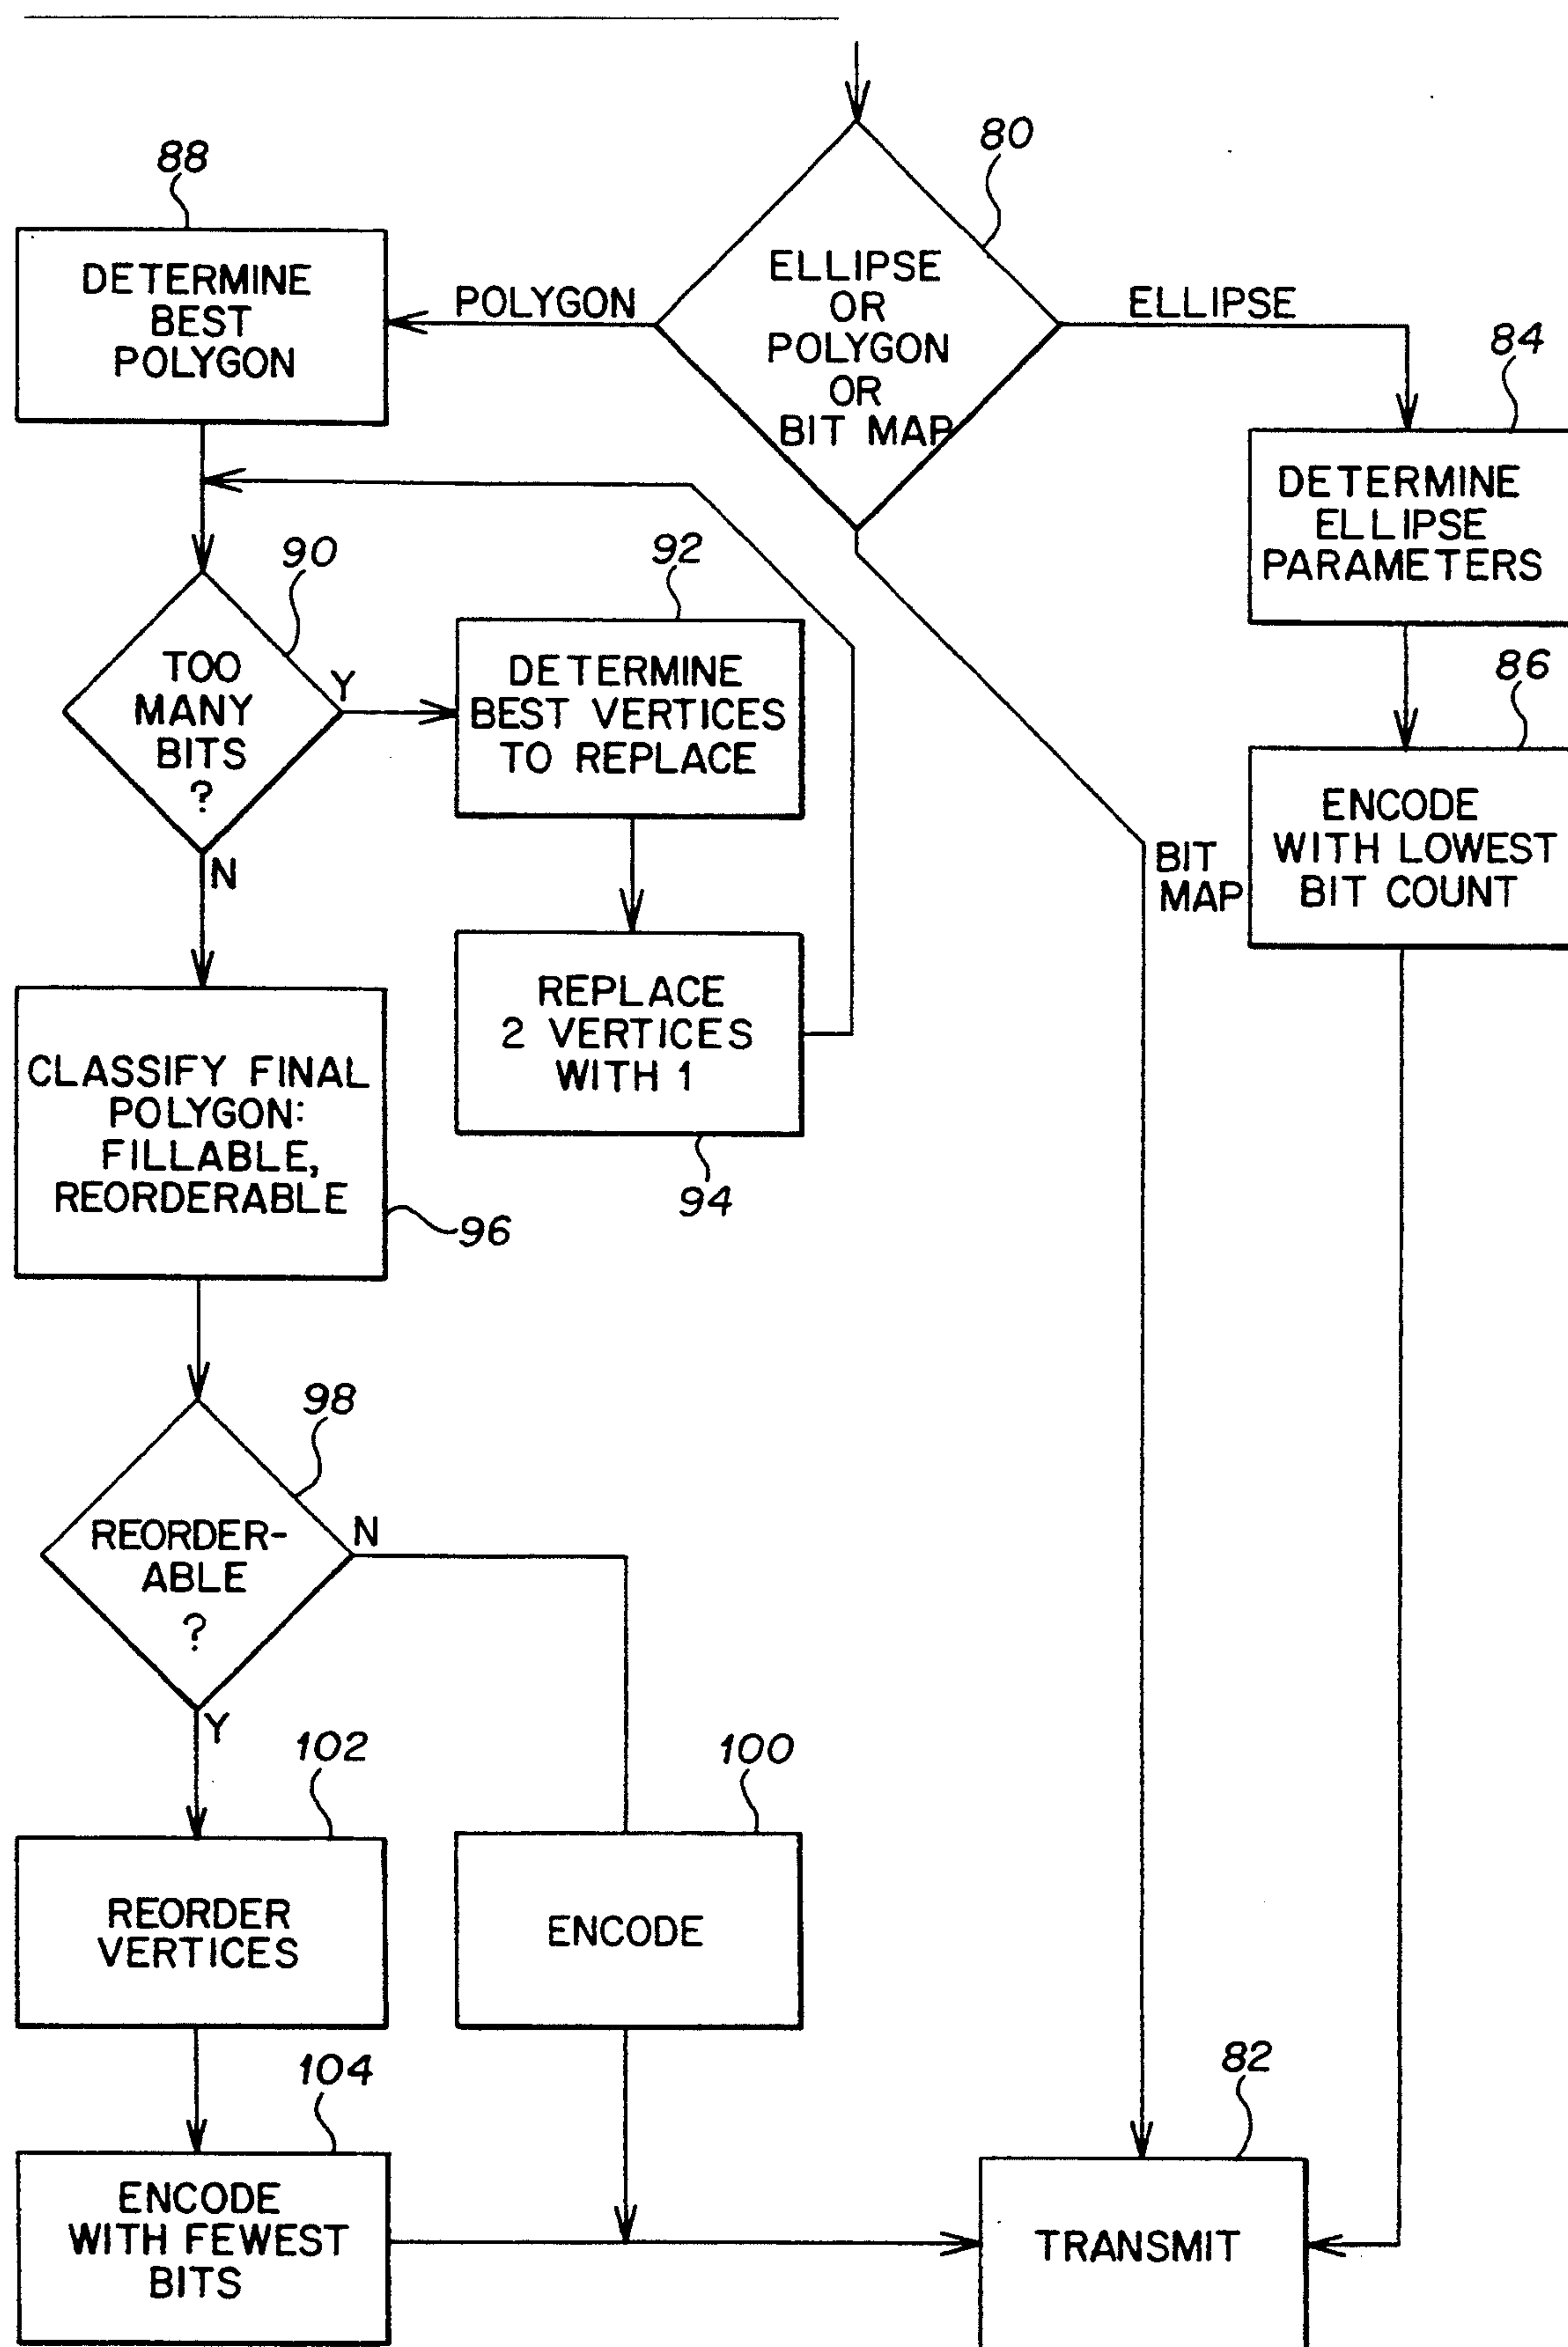 80
ELLIPSE
OR
POLYGON
OR
BIT MAP
POLYGON
ELLIPSE
88
DETERMINE
BEST
POLYGON
84
DETERMINE
ELLIPSE
PARAMETERS
90
TOO
MANY
BITS
?
Y
N
92
DETERMINE
BEST VERTICES
TO REPLACE
86
ENCODE
WITH LOWEST
BIT COUNT
BIT
MAP
REPLACE
2 VERTICES
WITH 1
94
CLASSIFY FINAL
POLYGON:
FILLABLE,
REORDERABLE
96
98
REORDER-
ABLE
?
N
Y
102
REORDER
VERTICES
100
ENCODE
104
ENCODE
WITH FEWEST
BITS
82
TRANSMIT